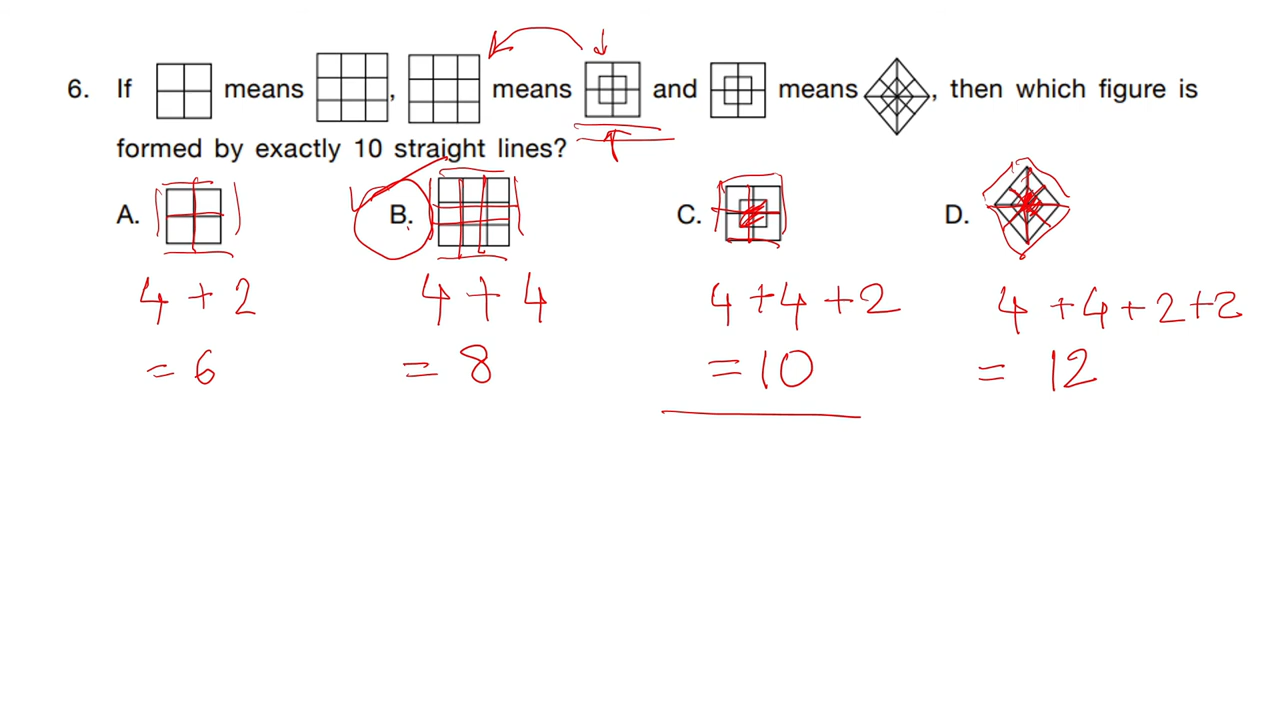 6. If means , means and means , then which figure is
formed by exactly 10 straight lines?
A. B. C. D.
4 + 2 4 + 4 4 + 4 + 2 4 + 4 + 2 + 2
= 6 = 8 = 10 = 12